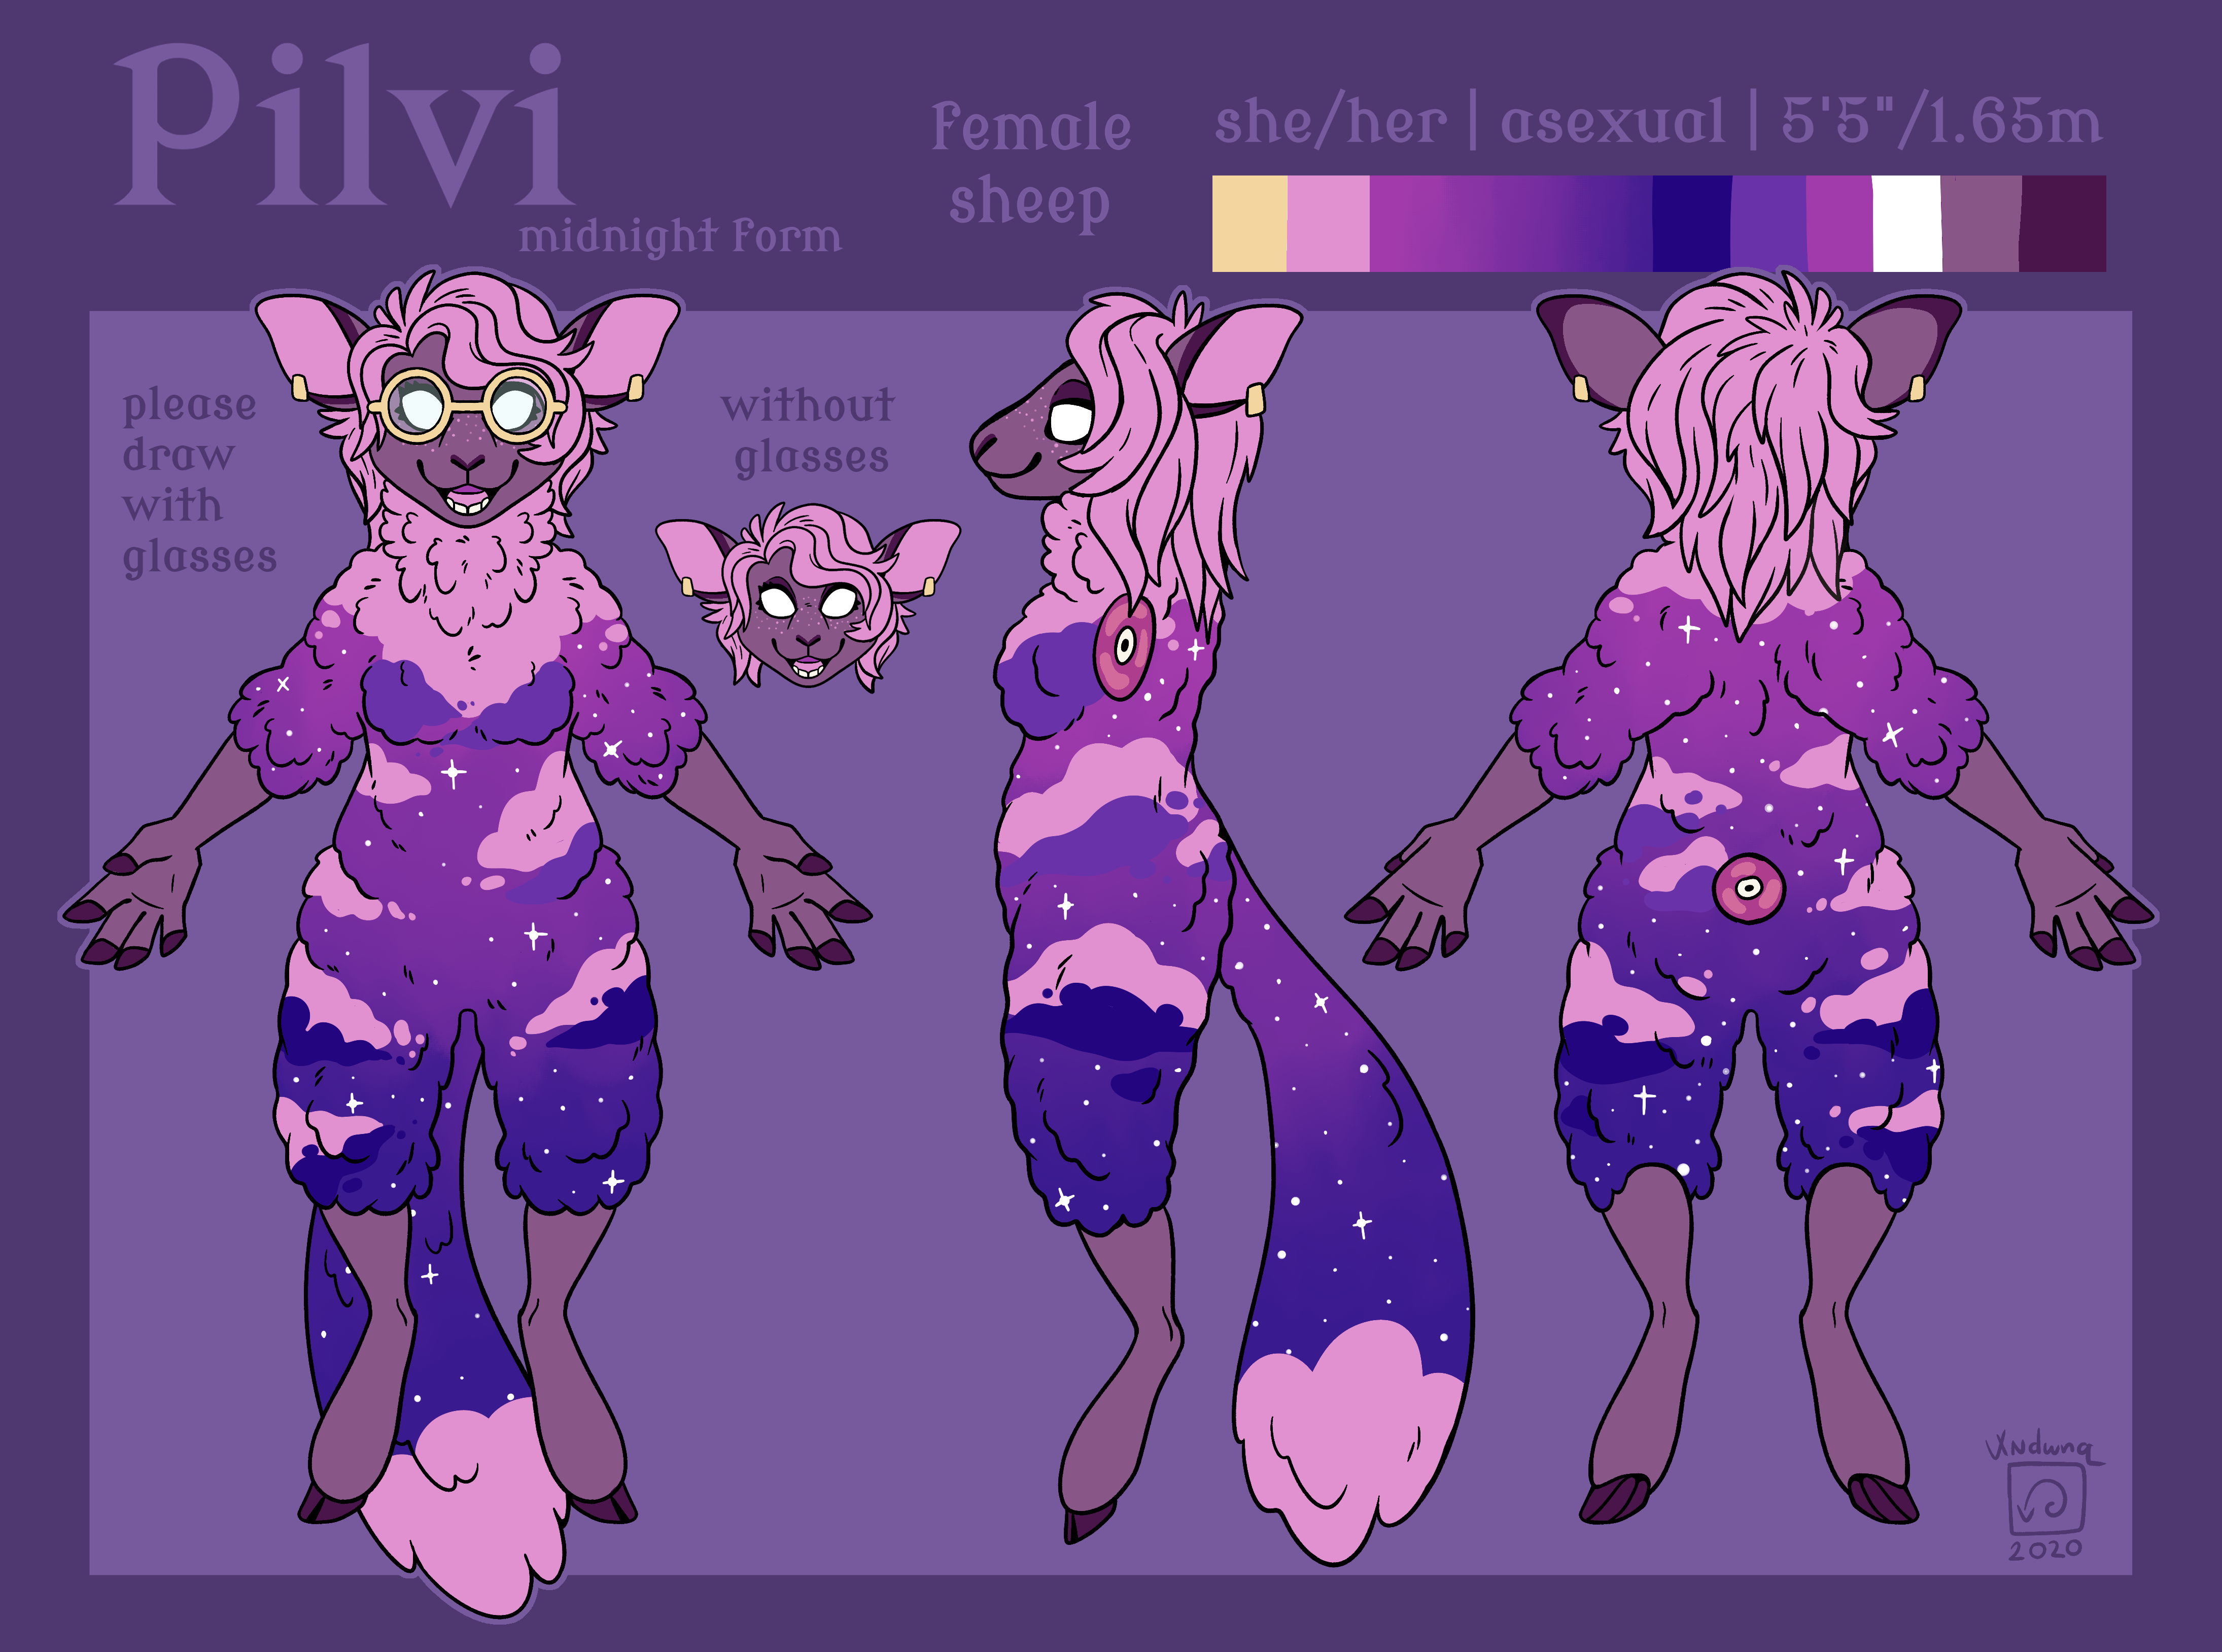 Pilvi
midnight form
female
sheep
she/her | asexual | 5'5"/1.65m
please
draw
with
glasses
without
glasses
2020